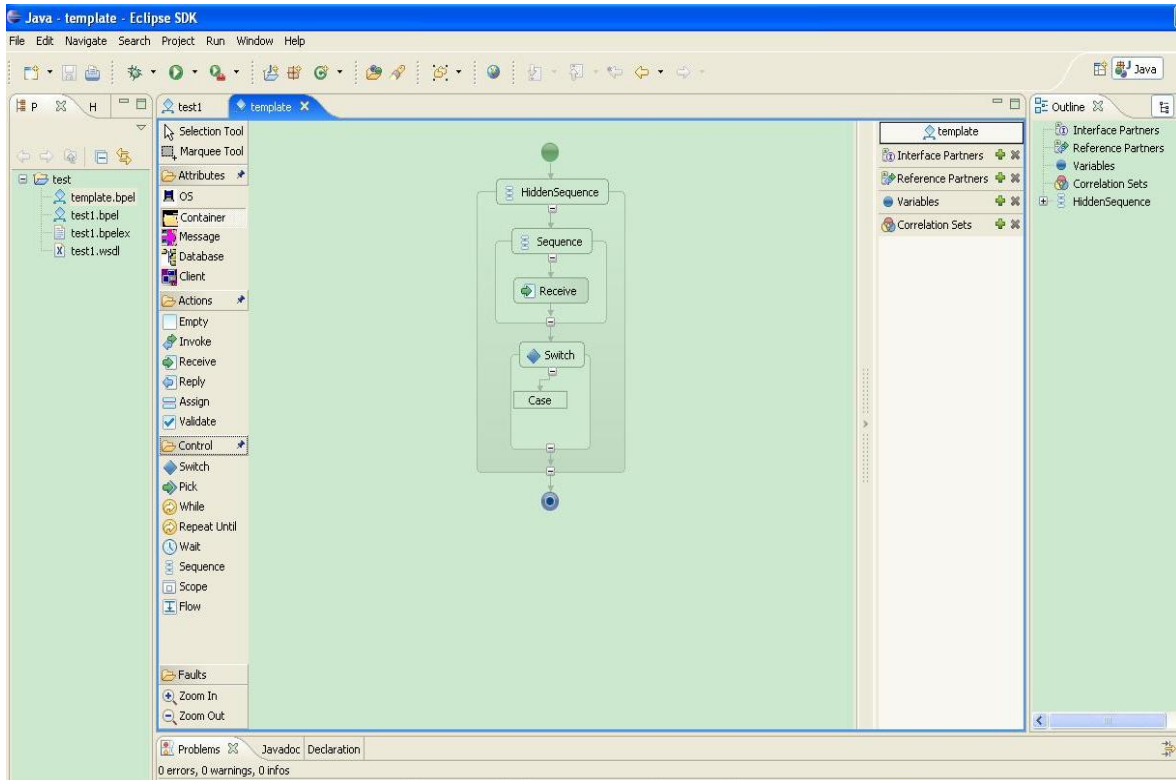 Java - template - Eclipse SDK
File Edit Navigate Search Project Run Window Help
Java
P H
test
template.bpel
test1.bpel
test1.bpelex
test1.wsdl
test1 template
Selection Tool
Marquee Tool
Attributes
OS
Container
Message
Database
Client
Actions
Empty
Invoke
Receive
Reply
Assign
Validate
Control
Switch
Pick
While
Repeat Until
Wait
Sequence
Scope
Flow
Faults
Zoom In
Zoom Out
HiddenSequence
Sequence
Receive
Switch
Case
template
Interface Partners
Reference Partners
Variables
Correlation Sets
Outline
Interface Partners
Reference Partners
Variables
Correlation Sets
HiddenSequence
Problems Javadoc Declaration
0 errors, 0 warnings, 0 infos